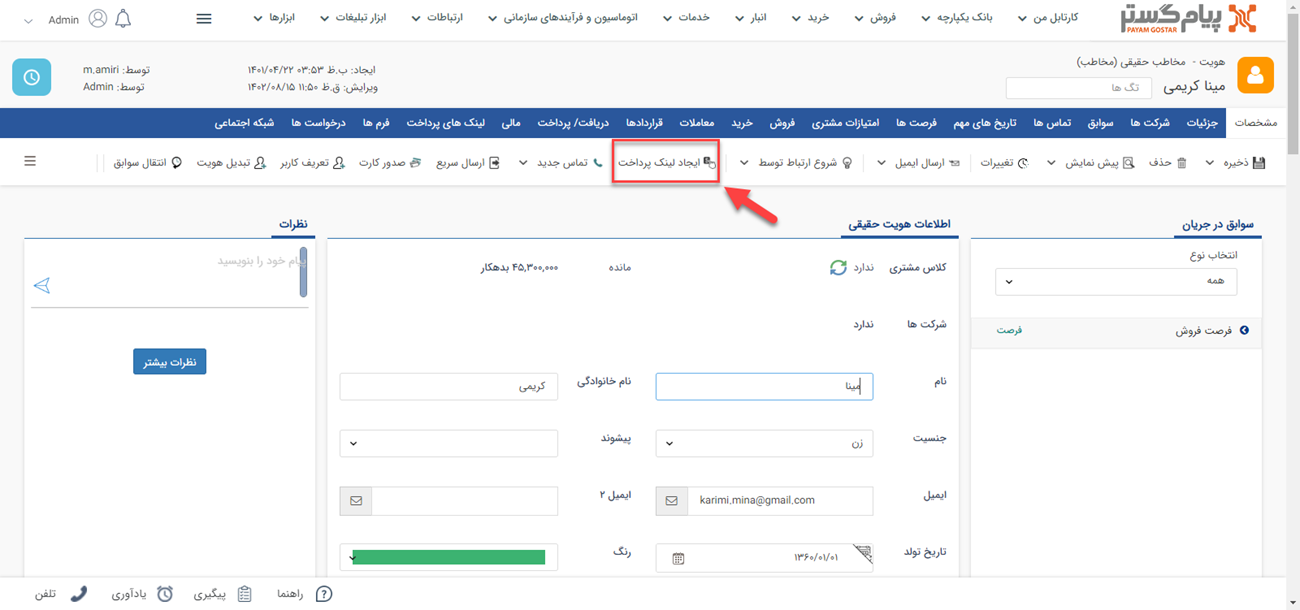 پیام‌گستر
PAYAM GOSTAR
کارتابل من
بانک یکپارچه
فروش
خرید
انبار
خدمات
اتوماسیون و فرآیندهای سازمانی
ارتباطات
ابزار تبلیغات
ابزارها
Admin
هویت - مخاطب حقیقی (مخاطب)
مینا کریمی
تگ ها
ایجاد: ب.ظ ۰۳:۵۳ ۱۴۰۱/۰۴/۲۲
توسط: m.amiri
ویرایش: ق.ظ ۱۱:۵۰ ۱۴۰۲/۰۸/۱۵
توسط: Admin
مشخصات جزئیات شرکت ها سوابق تماس ها تاریخ های مهم فرصت ها امتیازات مشتری فروش خرید معاملات قراردادها دریافت/ پرداخت مالی لینک های پرداخت فرم ها درخواست ها شبکه اجتماعی
ذخیره حذف پیش نمایش تغییرات ارسال ایمیل شروع ارتباط توسط ایجاد لینک پرداخت تماس جدید ارسال سریع صدور کارت تعریف کاربر تبدیل هویت انتقال سوابق
سوابق در جریان
انتخاب نوع
همه
فرصت فروش
فرصت
اطلاعات هویت حقیقی
کلاس مشتری ندارد
مانده ۴۵,۳۰۰,۰۰۰ بدهکار
شرکت ها ندارد
نام مینا
نام خانوادگی کریمی
جنسیت زن
پیشوند
ایمیل karimi.mina@gmail.com
ایمیل ۲
تاریخ تولد ۱۳۶۰/۰۱/۰۱
رنگ
نظرات
پیام خود را بنویسید
نظرات بیشتر
راهنما
پیگیری
یادآوری
تلفن